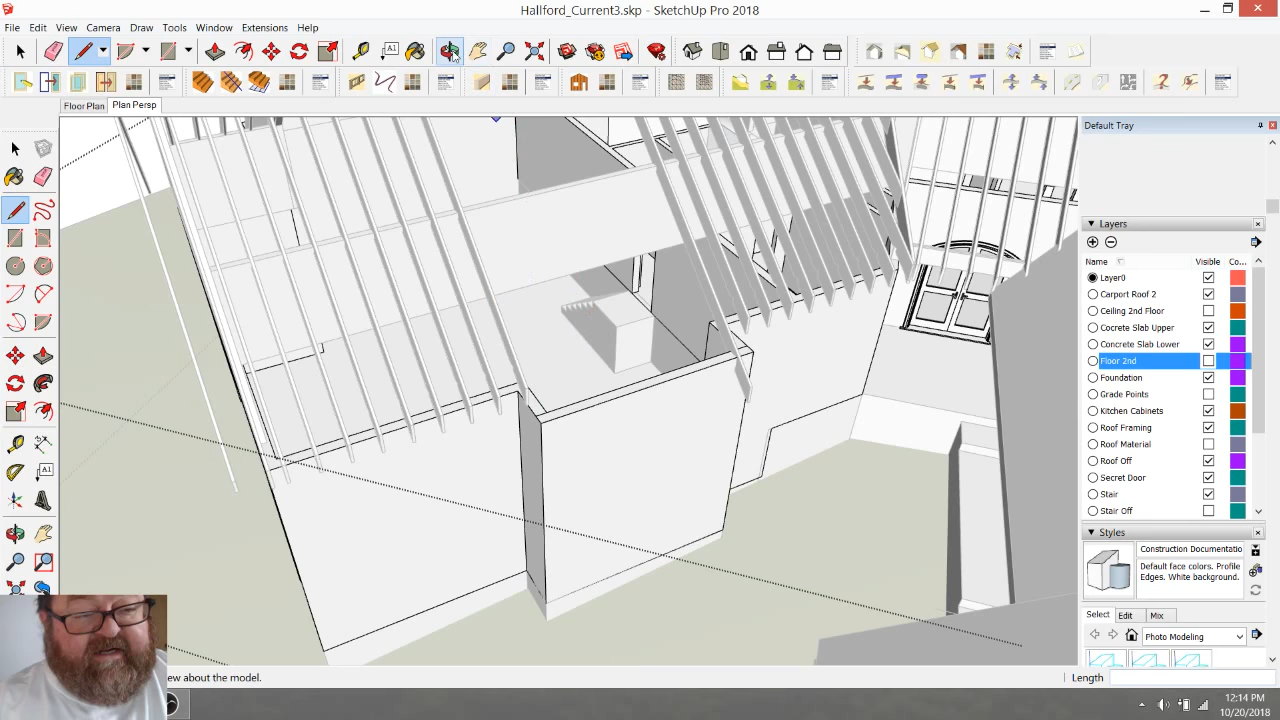 Hallford_Current3.skp - SketchUp Pro 2018
File Edit View Camera Draw Tools Window Extensions Help
Floor Plan Plan Persp
Default Tray
Layers
Name Visible Co...
Layer0
Carport Roof 2
Ceiling 2nd Floor
Cocrete Slab Upper
Concrete Slab Lower
Floor 2nd
Foundation
Grade Points
Kitchen Cabinets
Roof Framing
Roof Material
Roof Off
Secret Door
Stair
Stair Off
Styles
Construction Documentatio
Default face colors. Profile
Edges. White background.
Select Edit Mix
Photo Modeling
ew about the model.
Length
12:14 PM
10/20/2018